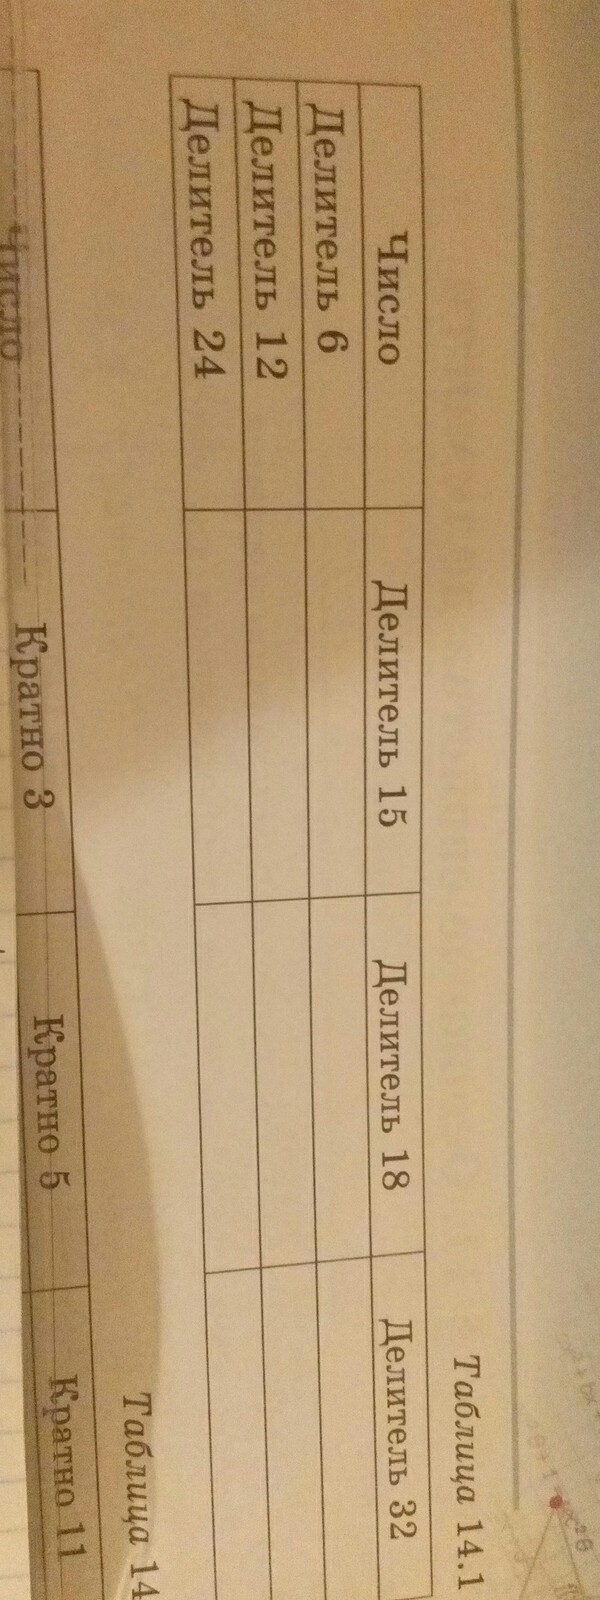 Таблица 14.1
Число Делитель 15 Делитель 18 Делитель 32
Делитель 6
Делитель 12
Делитель 24
Таблица 14
Число Кратно 3 Кратно 5 Кратно 11